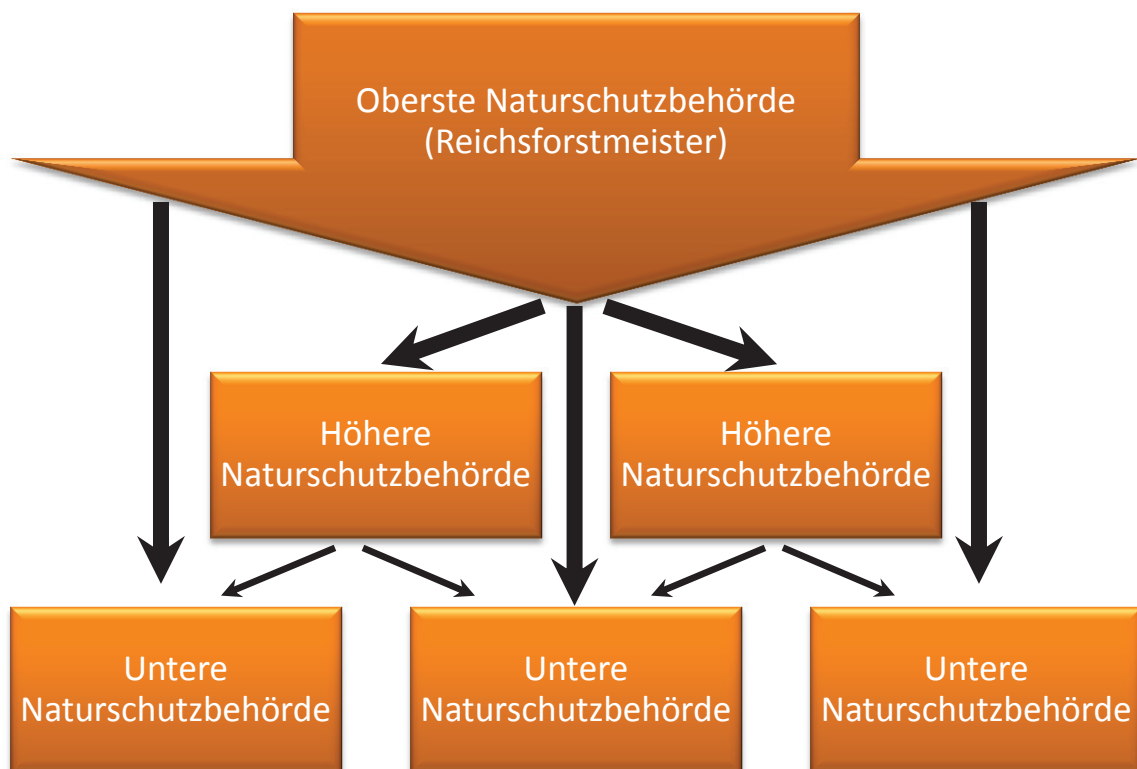 Oberste Naturschutzbehörde
(Reichsforstmeister)
Höhere
Naturschutzbehörde
Höhere
Naturschutzbehörde
Untere
Naturschutzbehörde
Untere
Naturschutzbehörde
Untere
Naturschutzbehörde